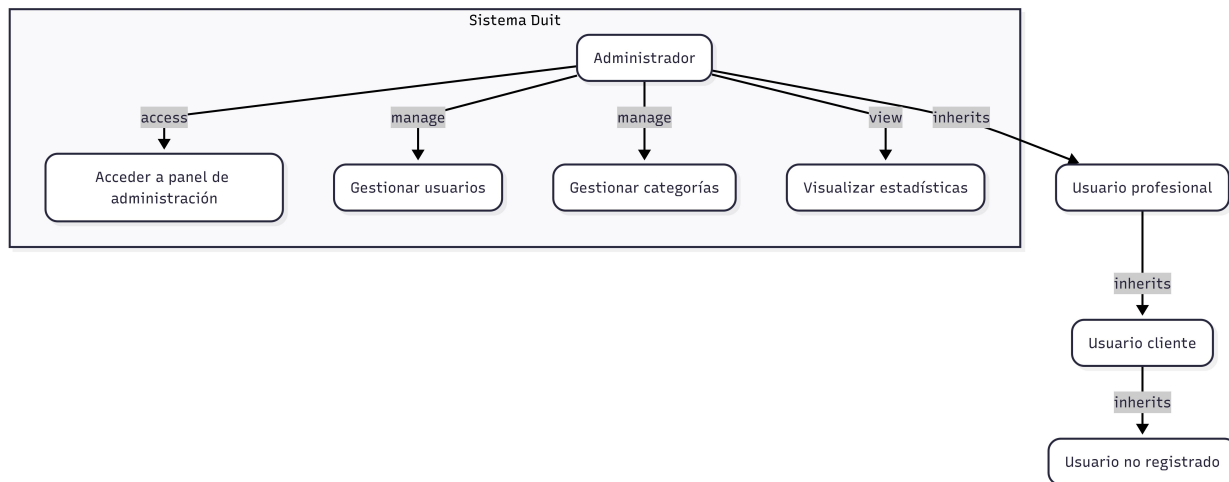 Sistema Duit
Administrador
access
manage
manage
view
inherits
Acceder a panel de
administración
Gestionar usuarios
Gestionar categorías
Visualizar estadísticas
Usuario profesional
inherits
Usuario cliente
inherits
Usuario no registrado